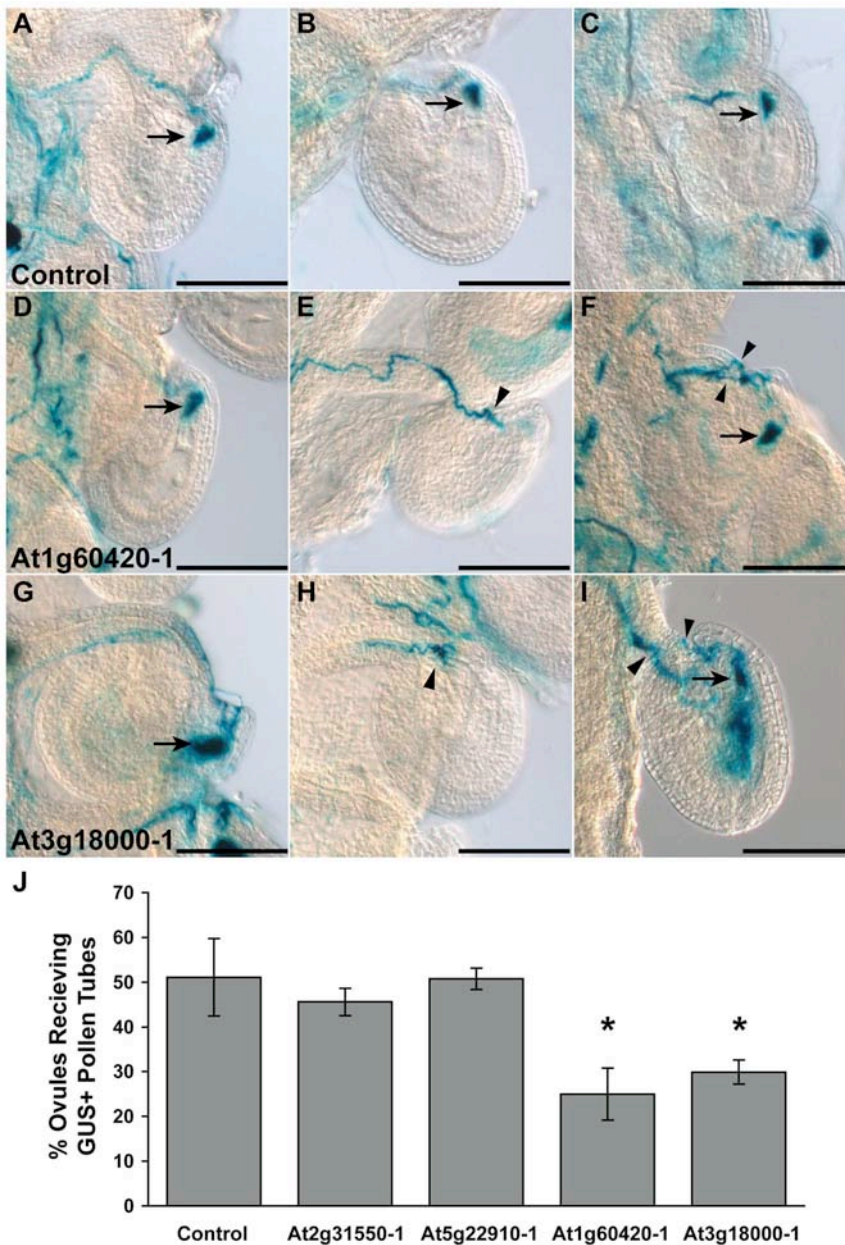 A
B
C
Control
D
E
F
At1g60420-1
G
H
I
At3g18000-1
J
% Ovules Recieving
GUS+ Pollen Tubes
70
60
50
40
30
20
10
0
* *
Control At2g31550-1 At5g22910-1 At1g60420-1 At3g18000-1